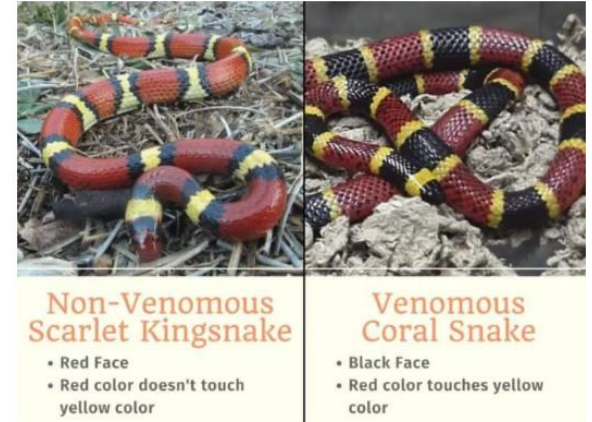 Non-Venomous
Scarlet Kingsnake
• Red Face
• Red color doesn't touch
yellow color
Venomous
Coral Snake
• Black Face
• Red color touches yellow
color